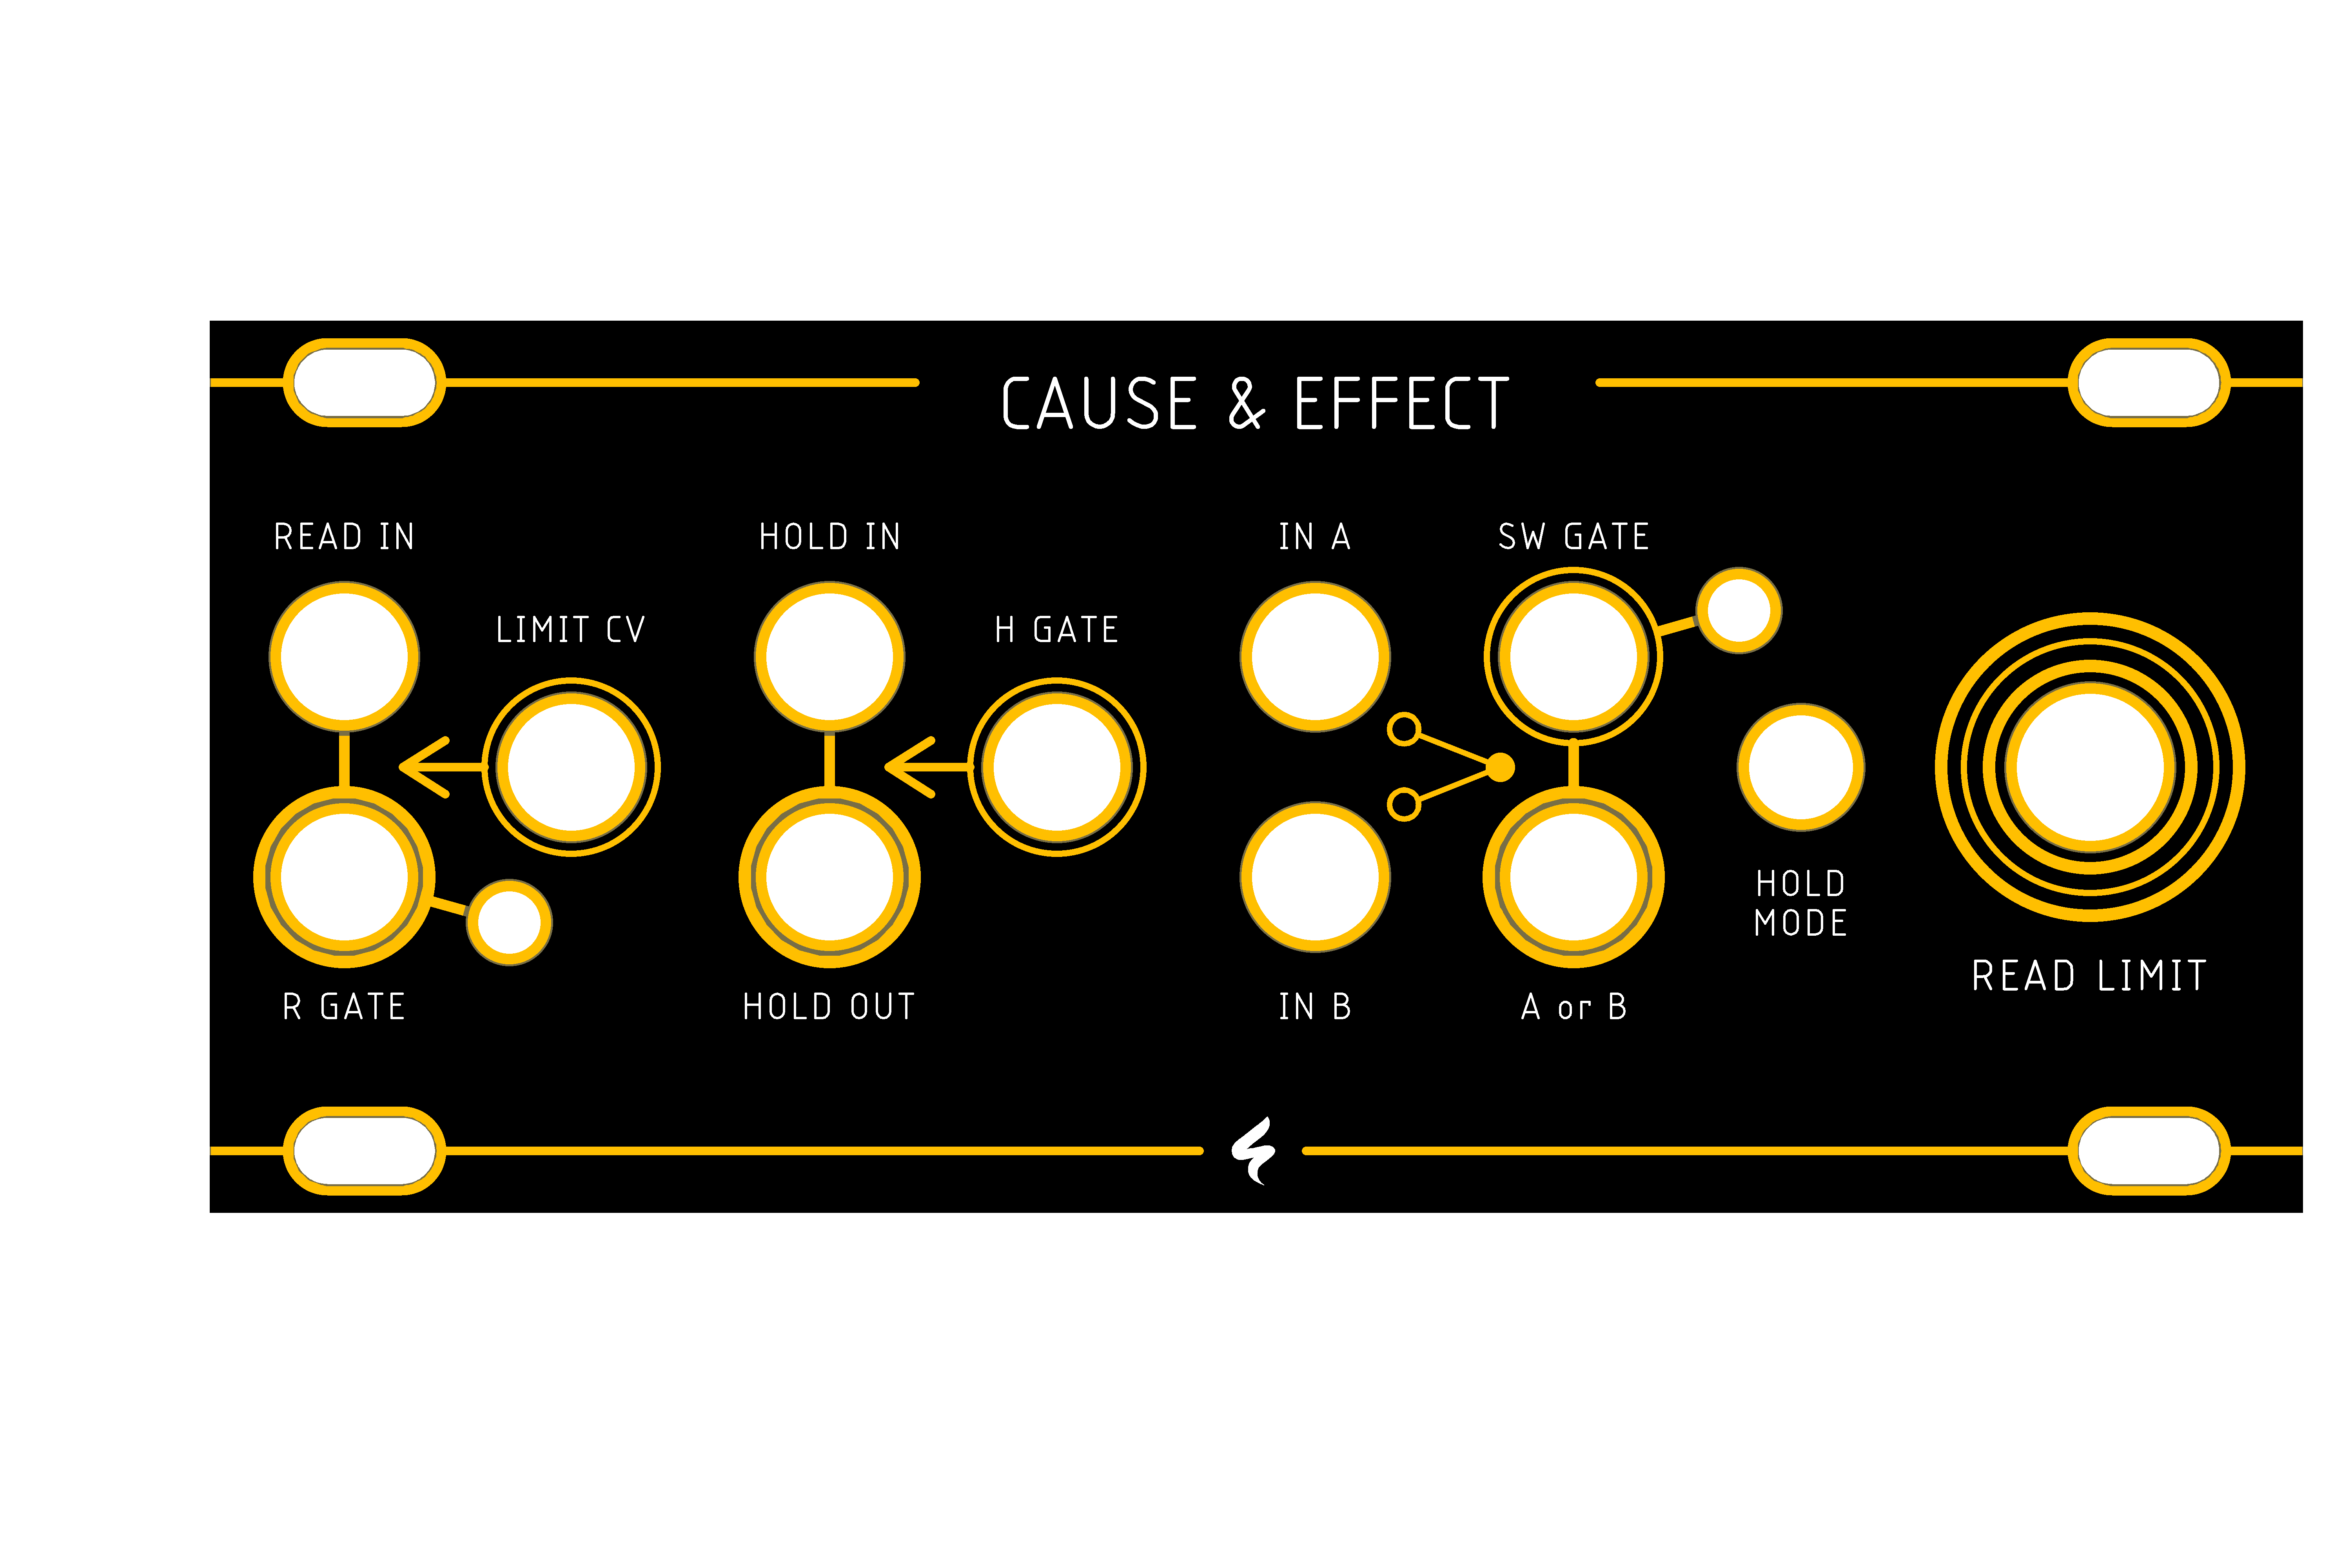 CAUSE & EFFECT
READ IN
HOLD IN
IN A
SW GATE
LIMIT CV
H GATE
HOLD
MODE
READ LIMIT
R GATE
HOLD OUT
IN B
A or B